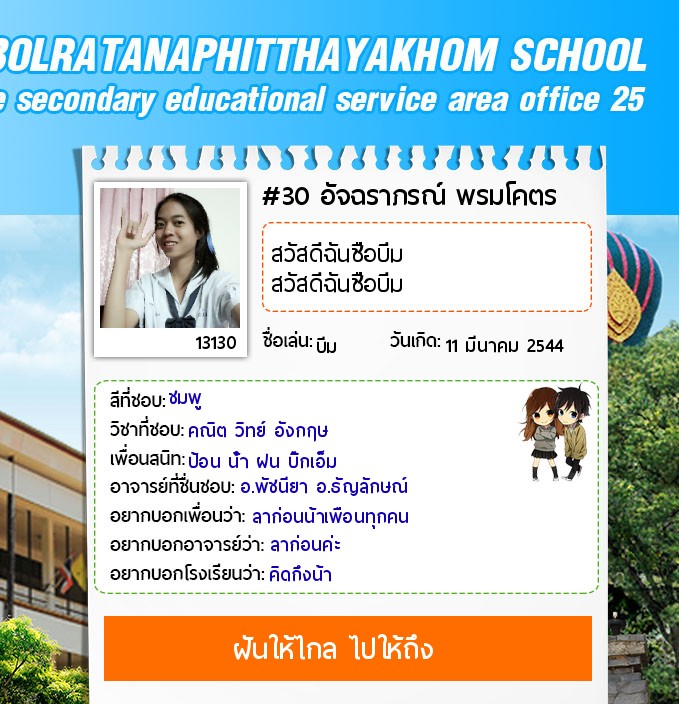 BOLRATANAPHITTHAYAKHOM SCHOOL
e secondary educational service area office 25
#30 อัจฉราภรณ์ พรมโคตร
สวัสดีฉันชื่อบีม
สวัสดีฉันชื่อบีม
13130
ชื่อเล่น: บีม วันเกิด: 11 มีนาคม 2544
สีที่ชอบ: ชมพู
วิชาที่ชอบ: คณิต วิทย์ อังกฤษ
เพื่อนสนิท: ป้อน น้ำ ฝน บิ๊กเอ็ม
อาจารย์ที่ชื่นชอบ: อ.พัชนียา อ.ธัญลักษณ์
อยากบอกเพื่อนว่า: ลาก่อนน้าเพื่อนทุกคน
อยากบอกอาจารย์ว่า: ลาก่อนค่ะ
อยากบอกโรงเรียนว่า: คิดถึงน้า
ฝันให้ไกล ไปให้ถึง